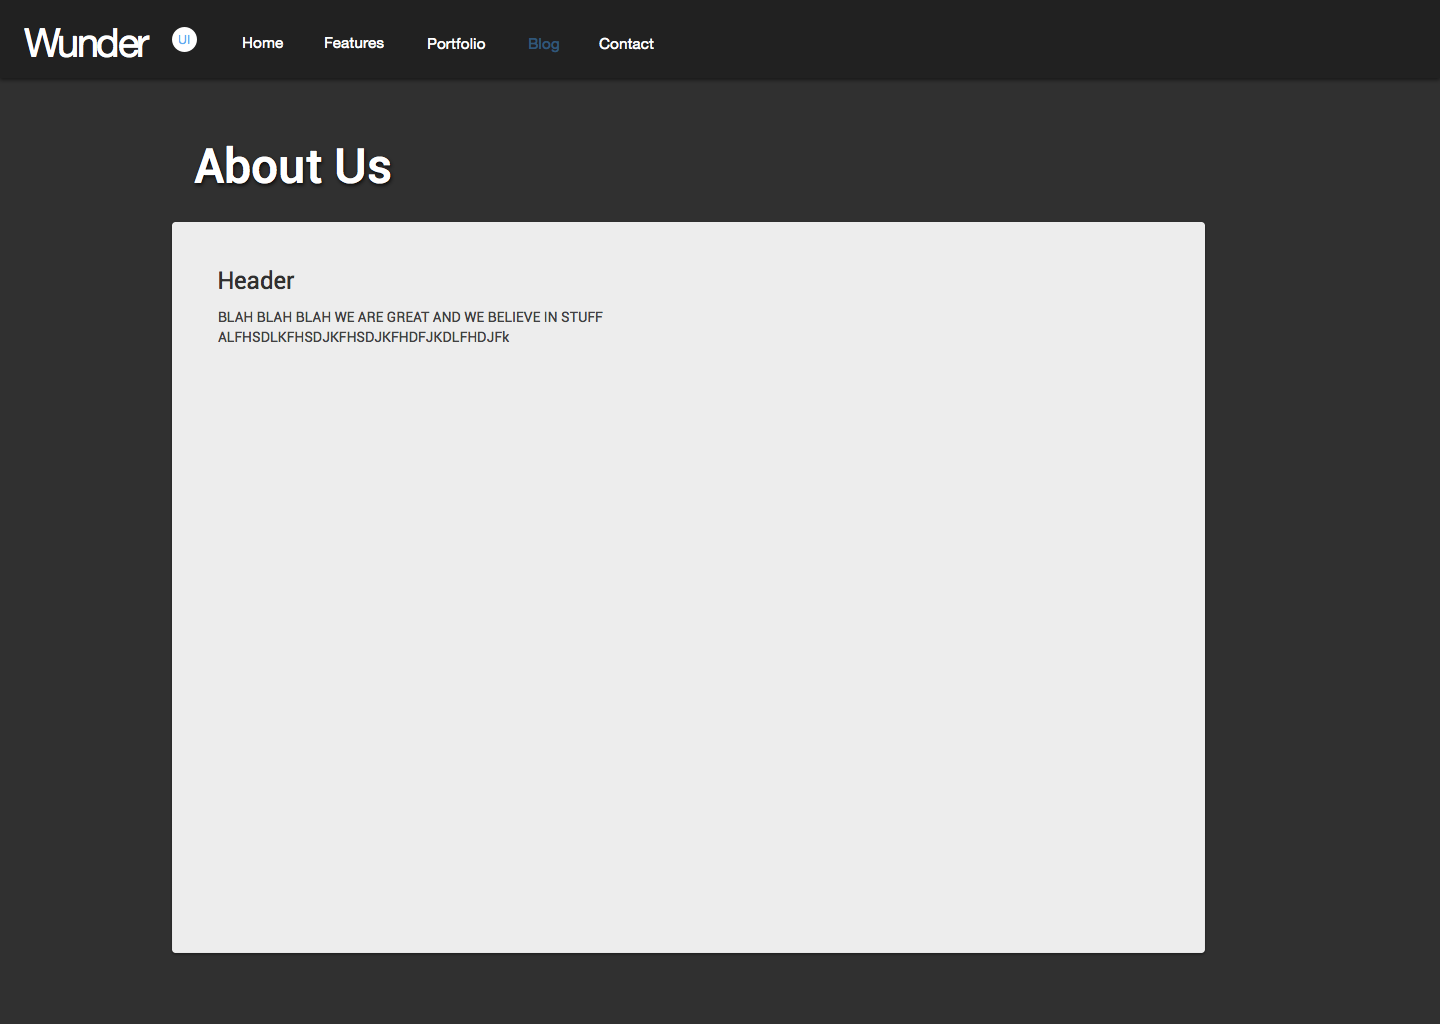 Wunder UI Home Features Portfolio Blog Contact
About Us
Header
BLAH BLAH BLAH WE ARE GREAT AND WE BELIEVE IN STUFF
ALFHSDLKFHSDJKFHSDJKFHDFJKDLFHDJFk